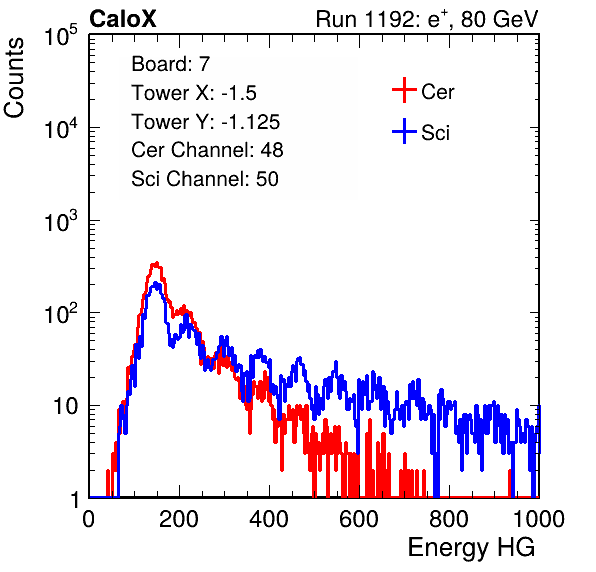 CaloX Run 1192: e⁺, 80 GeV
Board: 7
Tower X: -1.5
Tower Y: -1.125
Cer Channel: 48
Sci Channel: 50
Cer
Sci
Counts
10⁵
10⁴
10³
10²
10
1
0 200 400 600 800 1000
Energy HG